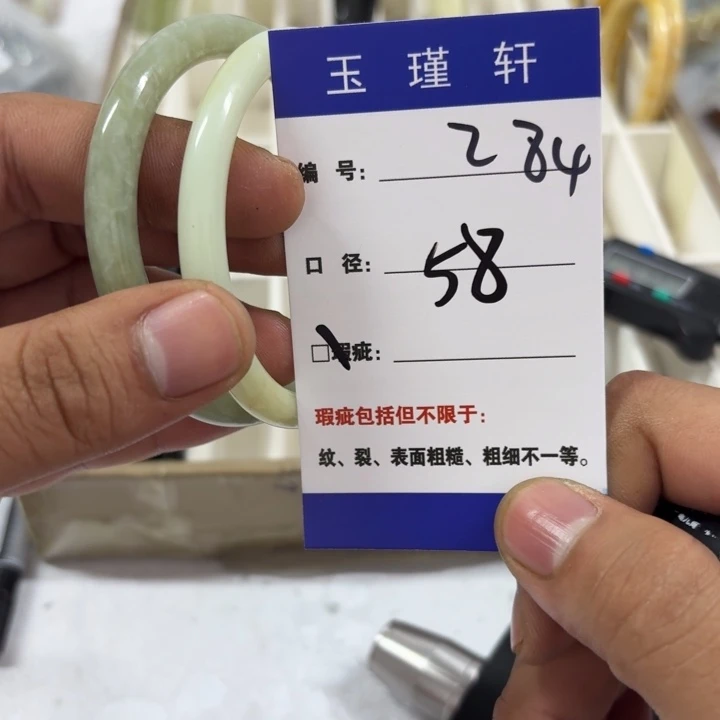 玉瑾轩
编号: 284
口径: 58
□瑕疵:
瑕疵包括但不限于:
纹、裂、表面粗糙、粗细不一等。